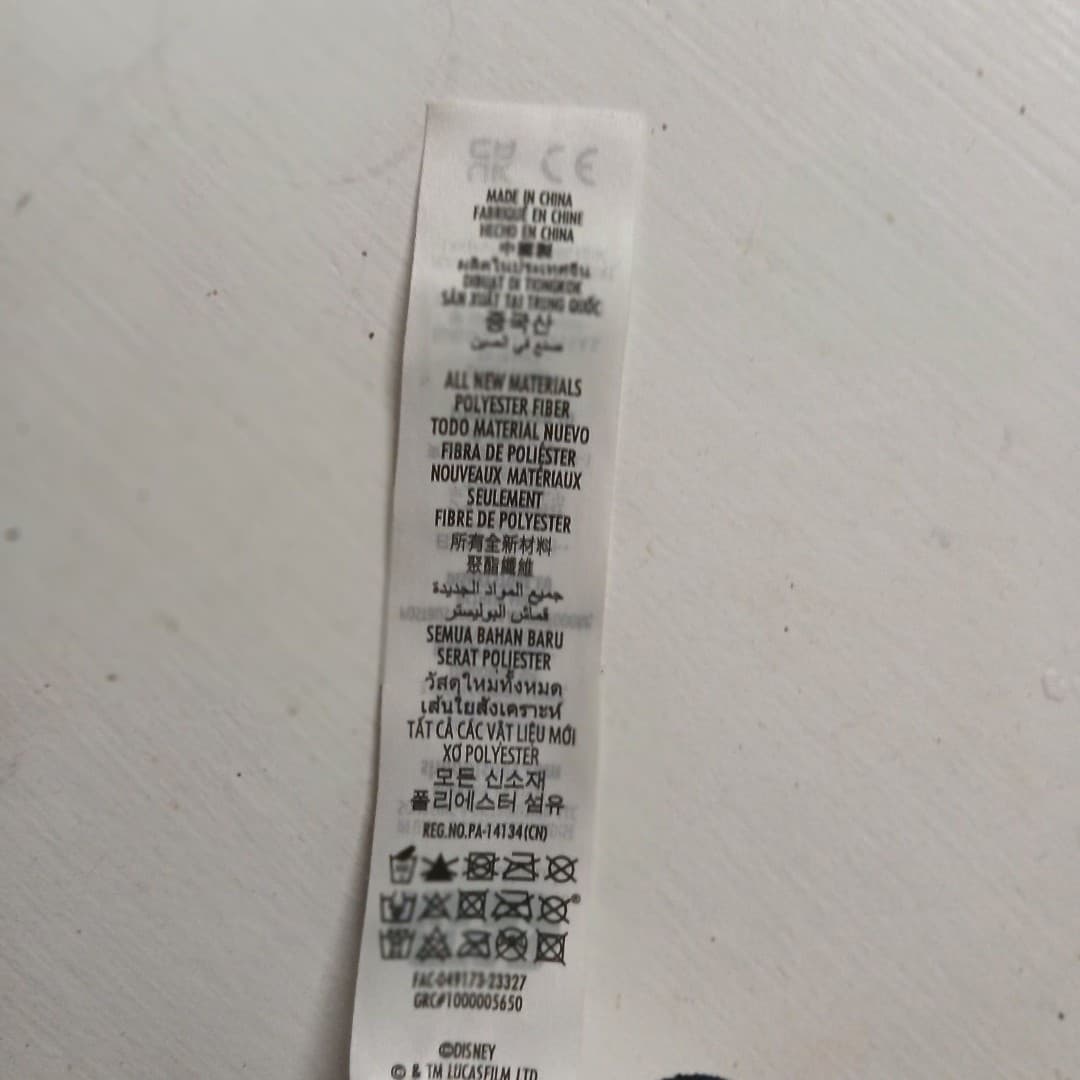 UK CA CE
MADE IN CHINA
FABRIQUÉ EN CHINE
HECHO EN CHINA
中國製
ผลิตในประเทศจีน
DIBUAT DI TIONGKOK
SẢN XUẤT TẠI TRUNG QUỐC
중국산
صنع في الصين
ALL NEW MATERIALS
POLYESTER FIBER
TODO MATERIAL NUEVO
FIBRA DE POLIÉSTER
NOUVEAUX MATÉRIAUX
SEULEMENT
FIBRE DE POLYESTER
所有全新材料
聚酯纖維
جميع المواد الجديدة
قماش البوليستر
SEMUA BAHAN BARU
SERAT POLIESTER
วัสดุใหม่ทั้งหมด
เส้นใยสังเคราะห์
TẤT CẢ CÁC VẬT LIỆU MỚI
XƠ POLYESTER
모든 신소재
폴리에스터 섬유
REG.NO.PA-14134(CN)
FAC-049173-23327
GRC#1000005650
©DISNEY
© & TM LUCASFILM LTD